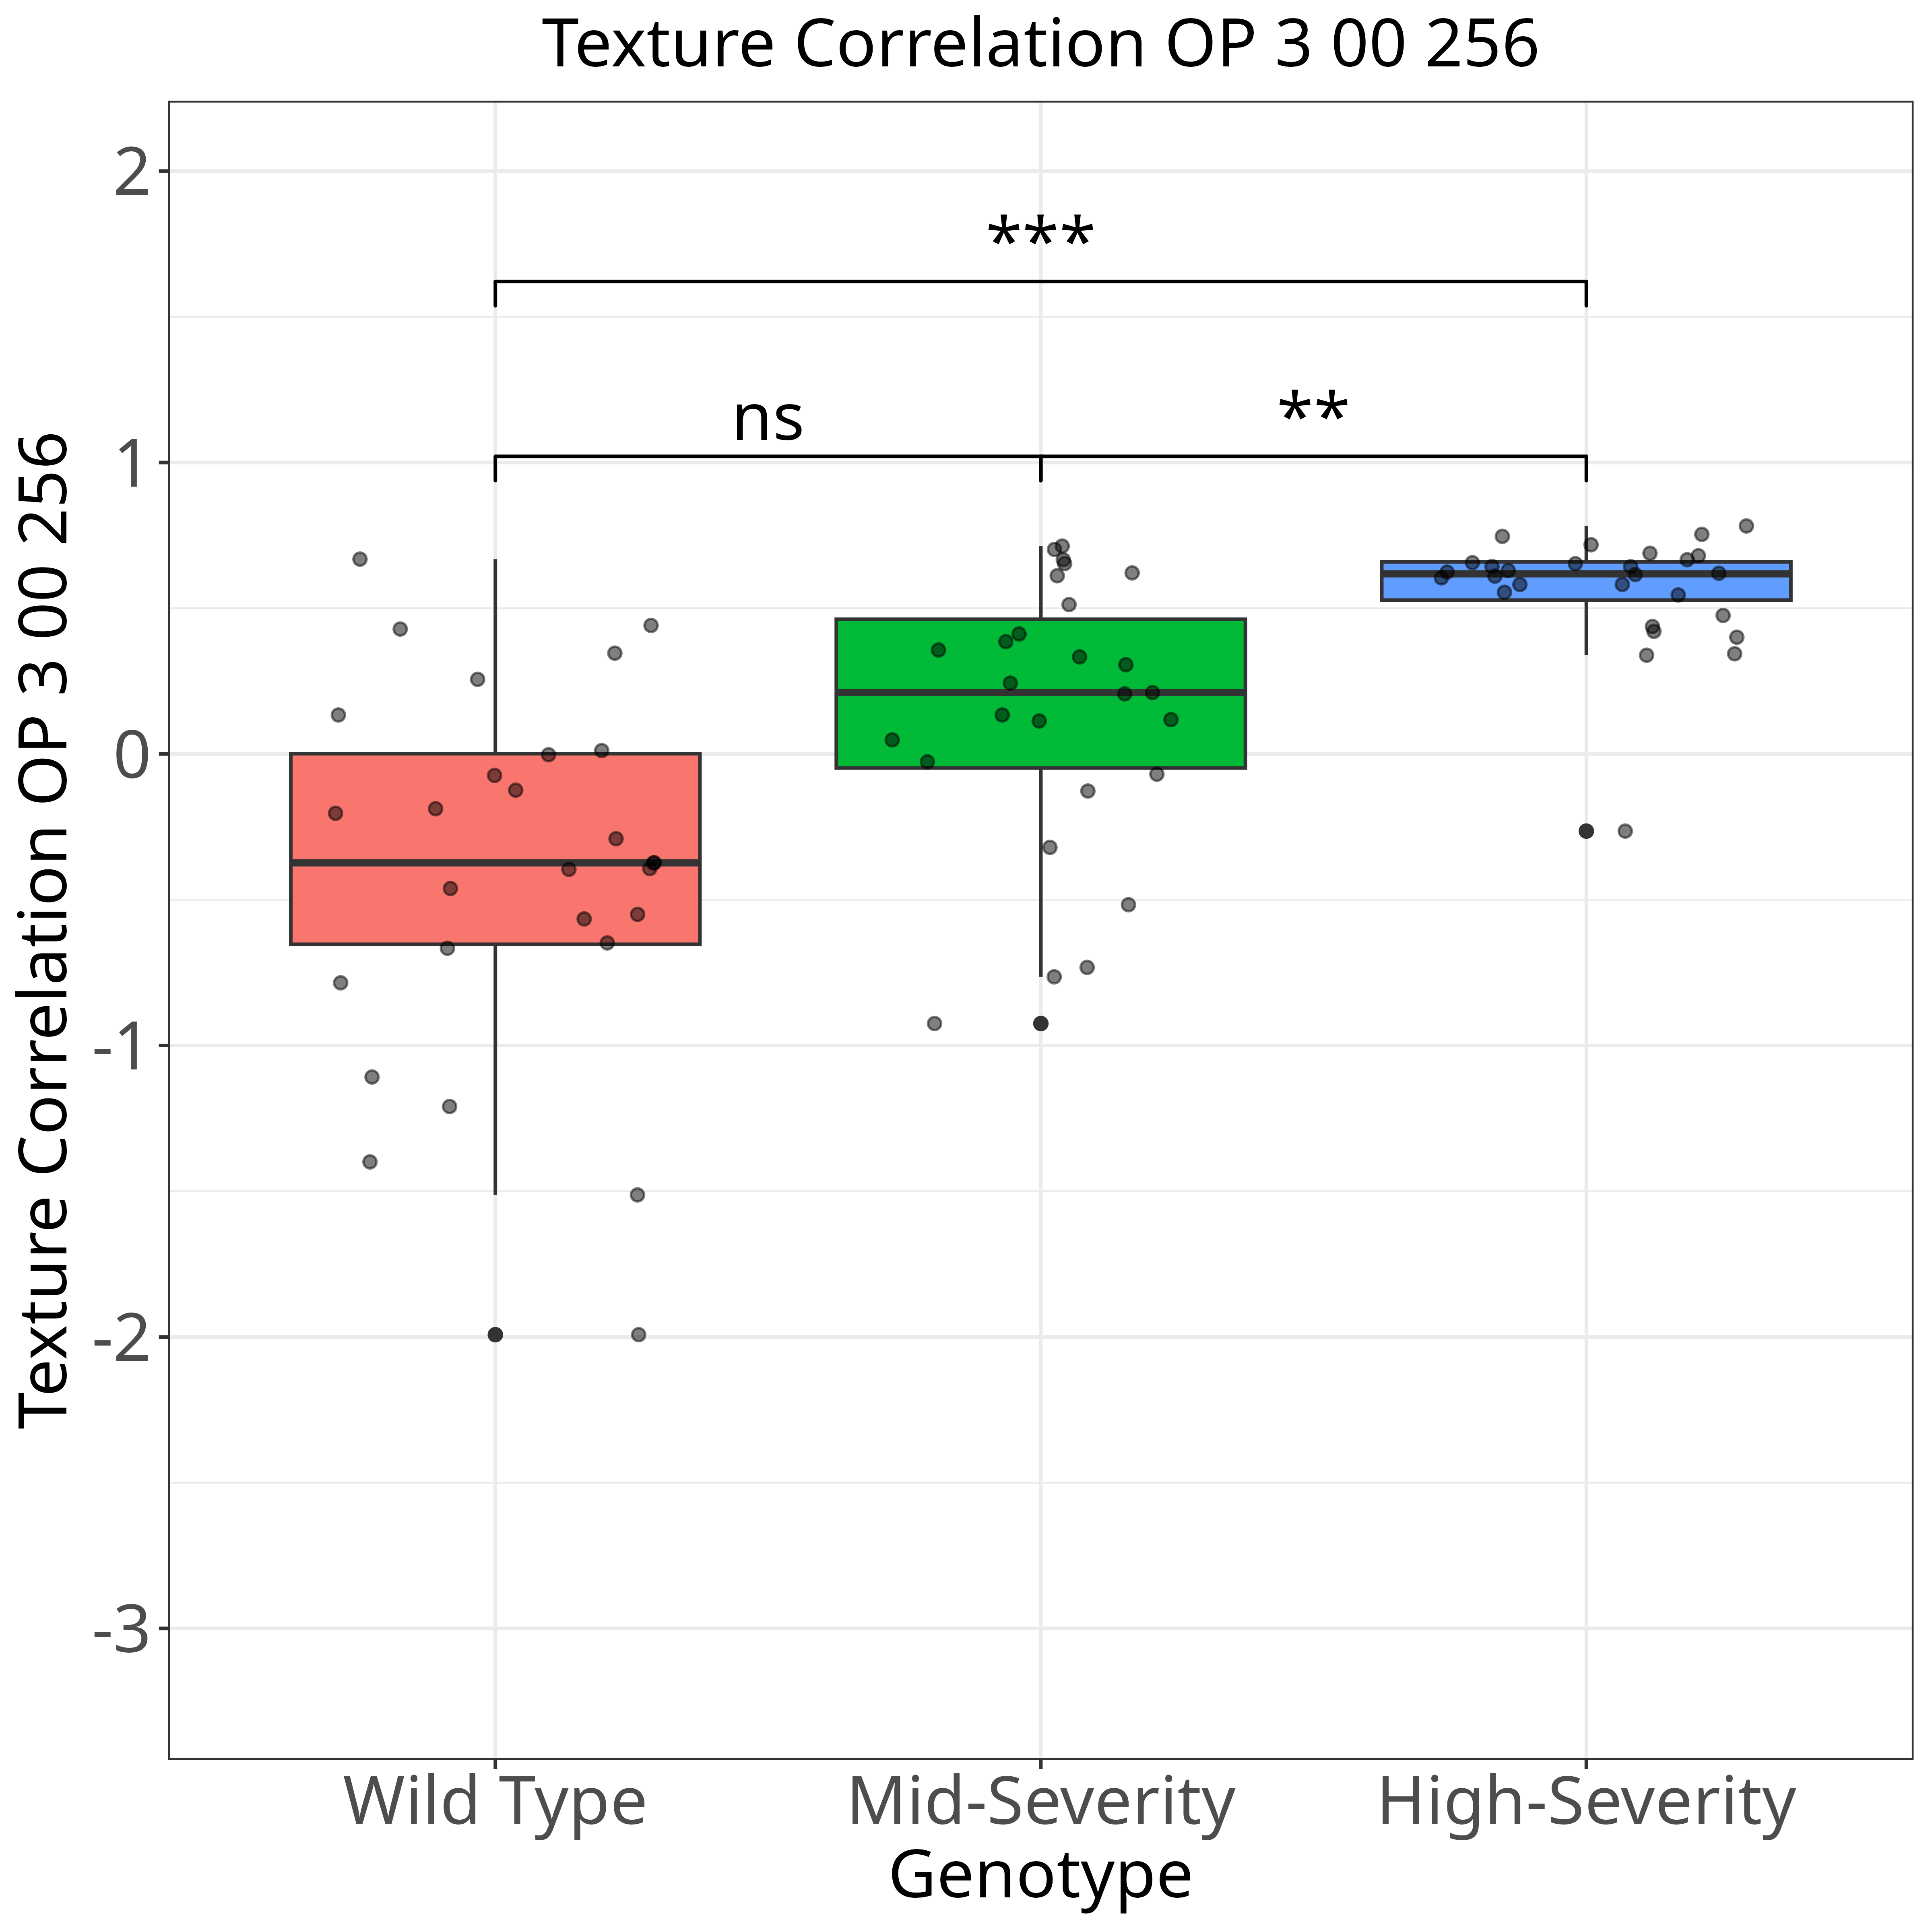 Texture Correlation OP 3 00 256
Texture Correlation OP 3 00 256
2
1
0
-1
-2
-3
***
ns
**
Wild Type
Mid-Severity
High-Severity
Genotype